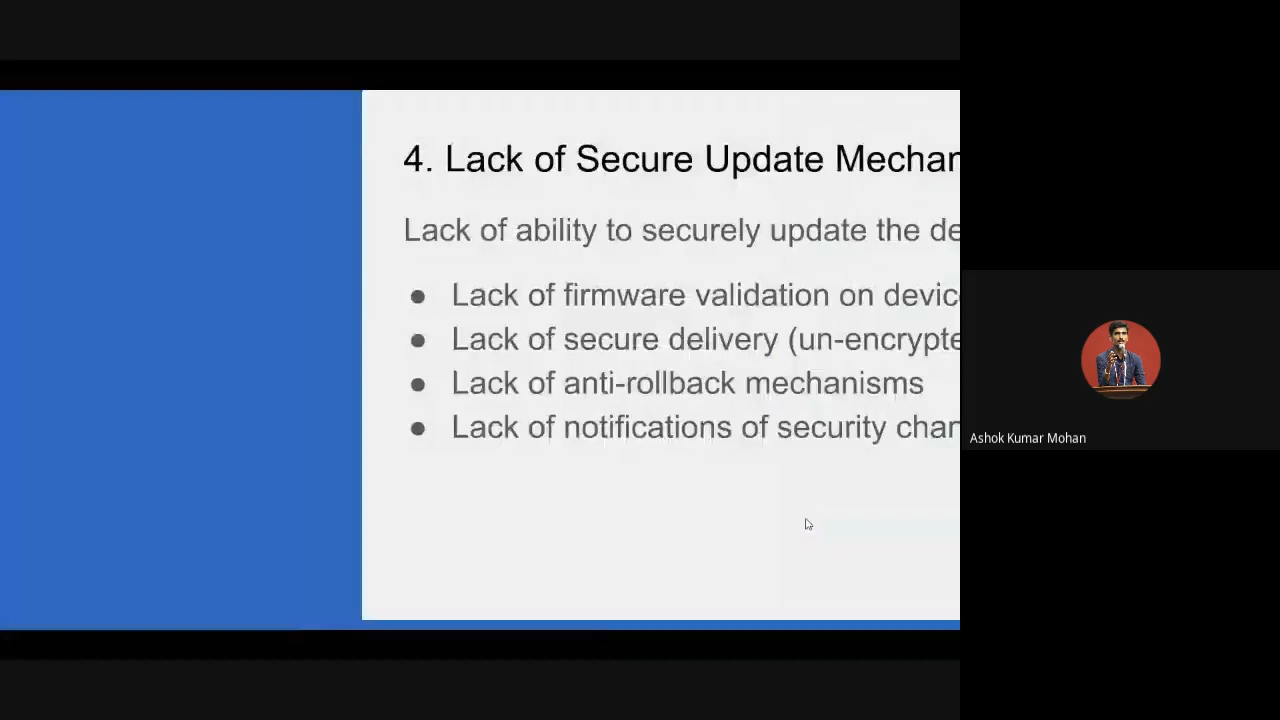 4. Lack of Secure Update Mechan
Lack of ability to securely update the de
Lack of firmware validation on devic
Lack of secure delivery (un-encrypte
Lack of anti-rollback mechanisms
Lack of notifications of security chan
Ashok Kumar Mohan